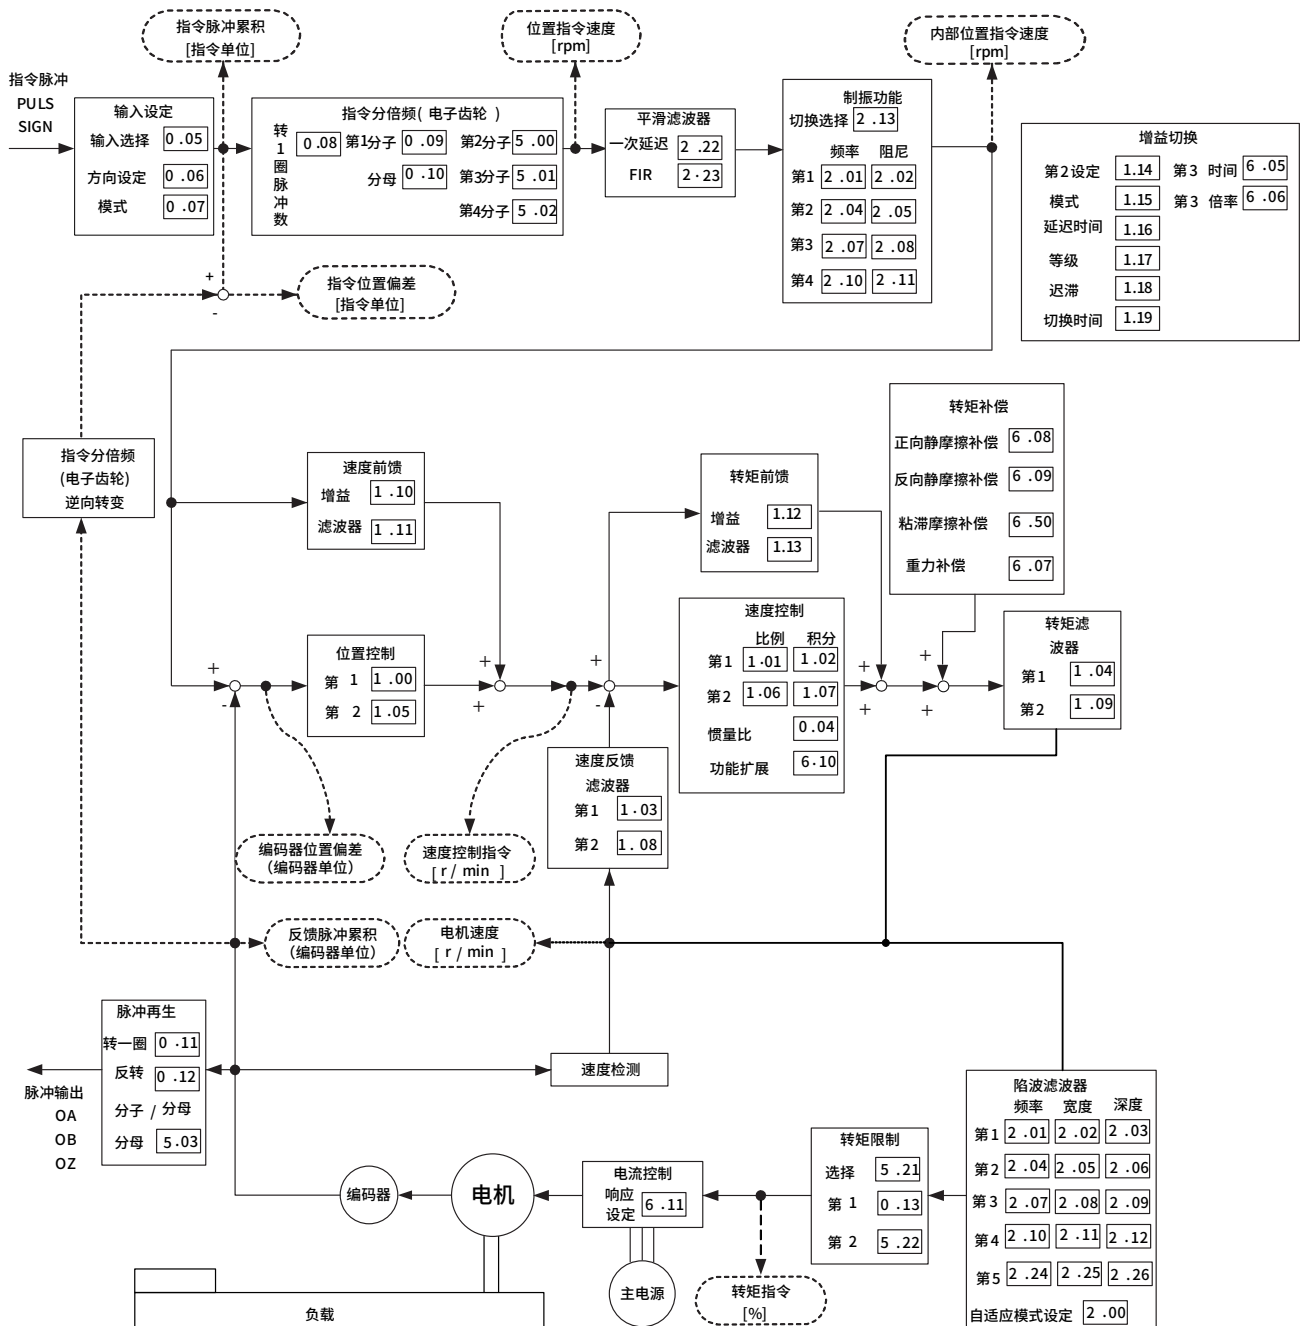 指令脉冲累积
[指令单位]
位置指令速度
[rpm]
内部位置指令速度
[rpm]
指令脉冲
PULS
SIGN
输入设定
输入选择 0 .05
方向设定 0 .06
模式 0 .07
指令分倍频( 电子齿轮 )
转1圈脉冲数 0 .08
第1分子 0 .09
分母 0 .10
第2分子 5 .00
第3分子 5 .01
第4分子 5 .02
平滑滤波器
一次延迟 2 .22
FIR 2 .23
制振功能
切换选择 2 .13
频率 阻尼
第1 2 .01 2 .02
第2 2 .04 2 .05
第3 2 .07 2 .08
第4 2 .10 2 .11
增益切换
第2设定 1.14 第3 时间 6 .05
模式 1.15 第3 倍率 6 .06
延迟时间 1.16
等级 1.17
迟滞 1.18
切换时间 1.19
+
-
指令位置偏差
[指令单位]
指令分倍频
(电子齿轮)
逆向转变
速度前馈
增益 1 .10
滤波器 1 .11
转矩前馈
增益 1.12
滤波器 1.13
转矩补偿
正向静摩擦补偿 6 .08
反向静摩擦补偿 6 .09
粘滞摩擦补偿 6 .50
重力补偿 6 .07
+
-
位置控制
第 1 1 .00
第 2 1 .05
+
+
+
-
速度控制
比例 积分
第1 1 .01 1 .02
第2 1 .06 1 .07
惯量比 0 .04
功能扩展 6 .10
+
+
+
+
转矩滤
波器
第1 1 .04
第2 1 .09
速度反馈
滤波器
第1 1 .03
第2 1. 08
编码器位置偏差
（编码器单位）
速度控制指令
[ r / min ]
反馈脉冲累积
（编码器单位）
电机速度
[ r / min ]
脉冲再生
转一圈 0 .11
反转 0 .12
分子 / 分母
分母 5 .03
脉冲输出
OA
OB
OZ
速度检测
陷波滤波器
频率 宽度 深度
第1 2 .01 2 .02 2 .03
第2 2 .04 2 .05 2 .06
第3 2 .07 2 .08 2 .09
第4 2 .10 2 .11 2 .12
第5 2 .24 2 .25 2 .26
自适应模式设定 2 .00
转矩限制
选择 5 .21
第 1 0 .13
第 2 5 .22
电流控制
响应
设定 6 .11
编码器
电机
主电源
转矩指令
[%]
负载